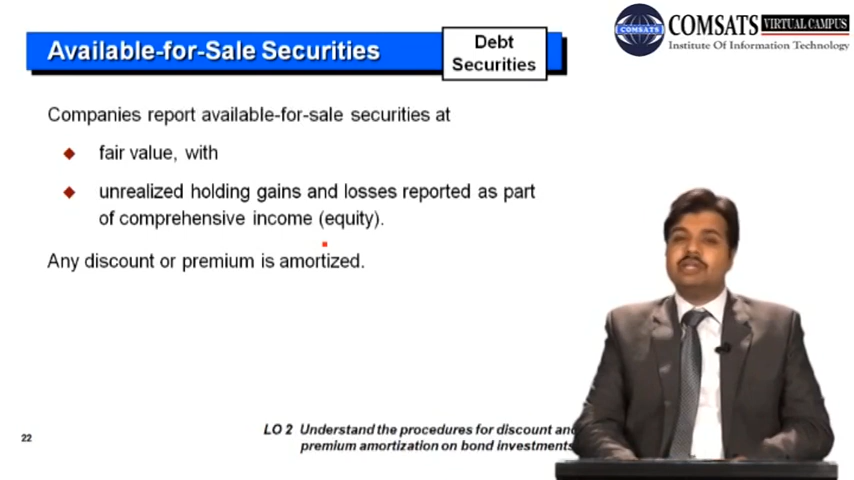 Available-for-Sale Securities
Debt
Securities
COMSATS
COMSATS VIRTUAL CAMPUS
Institute Of Information Technology
Companies report available-for-sale securities at
fair value, with
unrealized holding gains and losses reported as part
of comprehensive income (equity).
Any discount or premium is amortized.
22
LO 2 Understand the procedures for discount and
premium amortization on bond investments